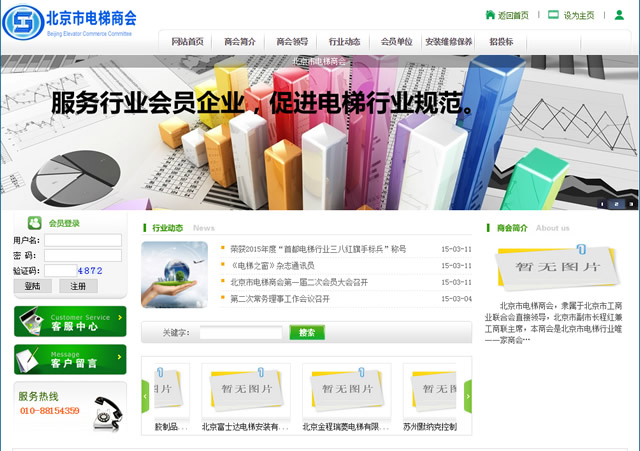 北京市电梯商会
Beijing Elevator Commerce Committee
返回首页
设为主页
网站首页 商会简介 商会领导 行业动态 会员单位 安装维修保养 招投标
北京市电梯商会
服务行业会员企业，促进电梯行业规范。
1 2 3
会员登录
用户名：
密 码：
验证码： 4872
登陆 注册
Customer Service
客服中心
Message
客户留言
服务热线
010-88154359
行业动态 News
荣获2015年度“首都电梯行业三八红旗手标兵”称号 15-03-11
《电梯之窗》杂志通讯员 15-03-11
北京市电梯商会第一届二次会员大会召开 15-03-11
第二次常务理事工作会议召开 15-03-04
关键字： 搜索
图片 暂无图片 暂无图片 暂无图
胶制品... 北京富士达电梯安装有... 北京金程瑞菱电梯有限... 苏州默纳克控制
商会简介 About us
暂无图片
北京市电梯商会，隶属于北京市工商
业联合会直接领导，北京市副市长程红兼
工商联主席，本商会是北京市电梯行业唯
一一家商会…